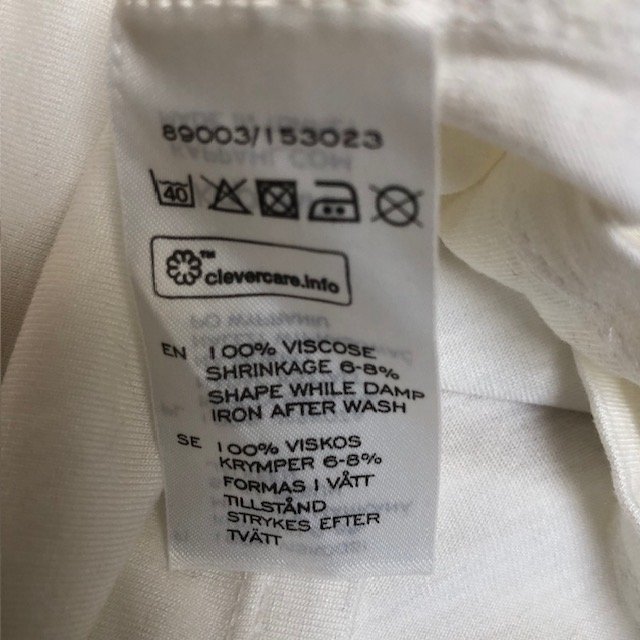 89003/153023
40
™
clevercare.info
EN 100% VISCOSE
SHRINKAGE 6-8%
SHAPE WHILE DAMP
IRON AFTER WASH
SE 100% VISKOS
KRYMPER 6-8%
FORMAS I VÅTT
TILLSTÅND
STRYKES EFTER
TVÄTT